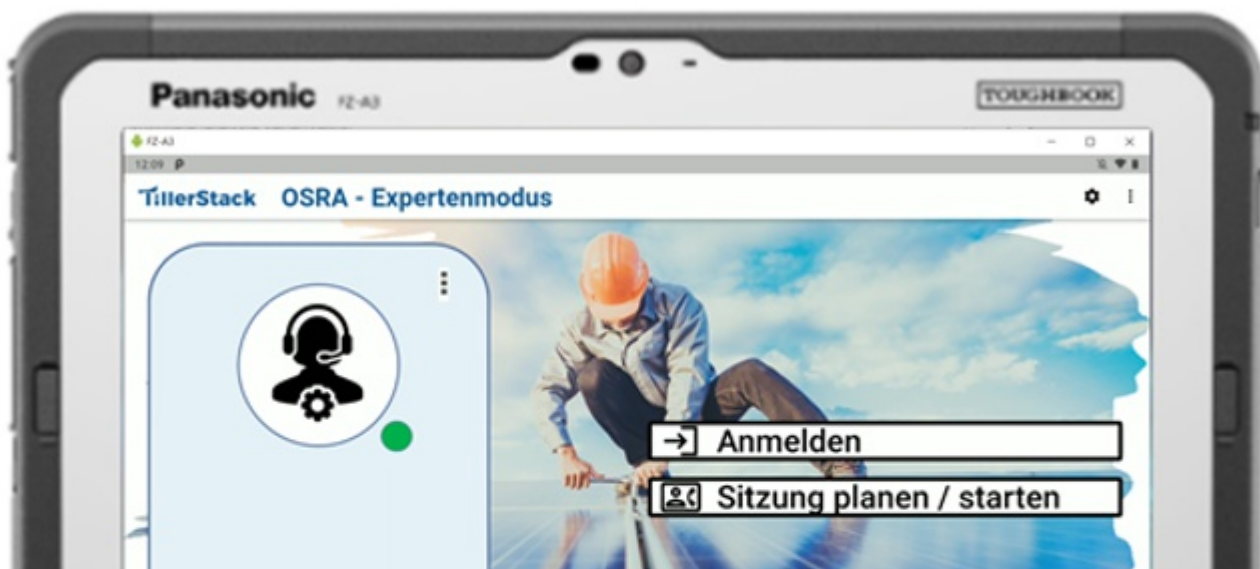 Panasonic FZ-A3 TOUGHBOOK
FZ-A3
12:09 P
TillerStack OSRA - Expertenmodus
Anmelden
Sitzung planen / starten